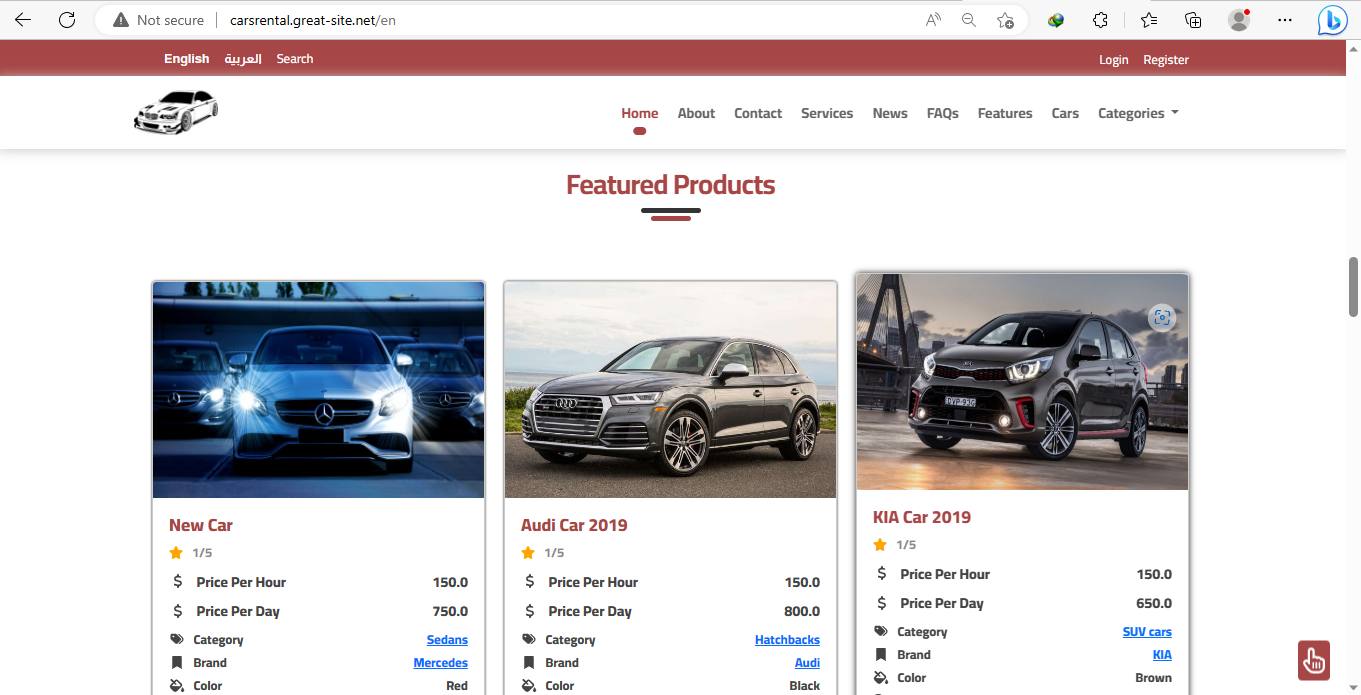 Not secure | carsrental.great-site.net/en
English العربية Search Login Register
Home About Contact Services News FAQs Features Cars Categories
Featured Products
New Car
1/5
$ Price Per Hour 150.0
$ Price Per Day 750.0
Category Sedans
Brand Mercedes
Color Red
Audi Car 2019
1/5
$ Price Per Hour 150.0
$ Price Per Day 800.0
Category Hatchbacks
Brand Audi
Color Black
KIA Car 2019
1/5
$ Price Per Hour 150.0
$ Price Per Day 650.0
Category SUV cars
Brand KIA
Color Brown